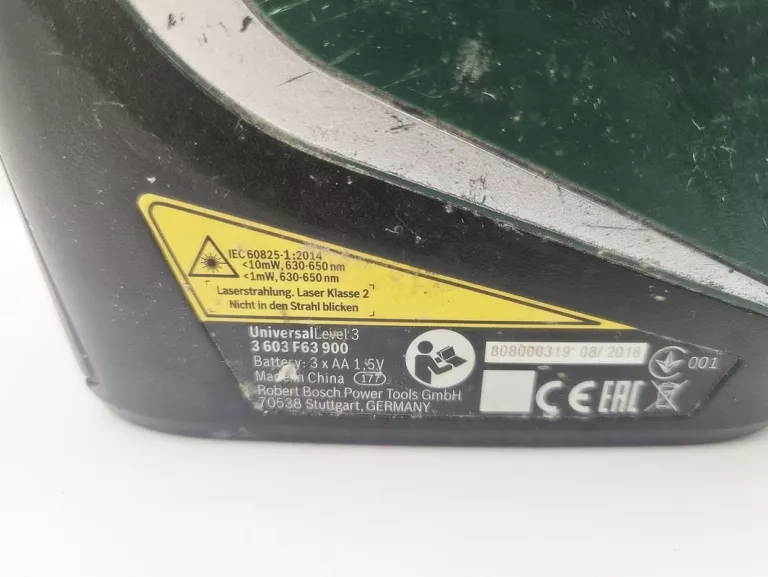 IEC 60825-1:2014
<10mW, 630-650 nm
<1mW, 630-650 nm
Laserstrahlung. Laser Klasse 2
Nicht in den Strahl blicken
UniversalLevel 3
3 603 F63 900
Battery: 3 x AA 1,5V
Made in China 177
Robert Bosch Power Tools GmbH
70538 Stuttgart, GERMANY
808000319 08/2018
001
CE EAC